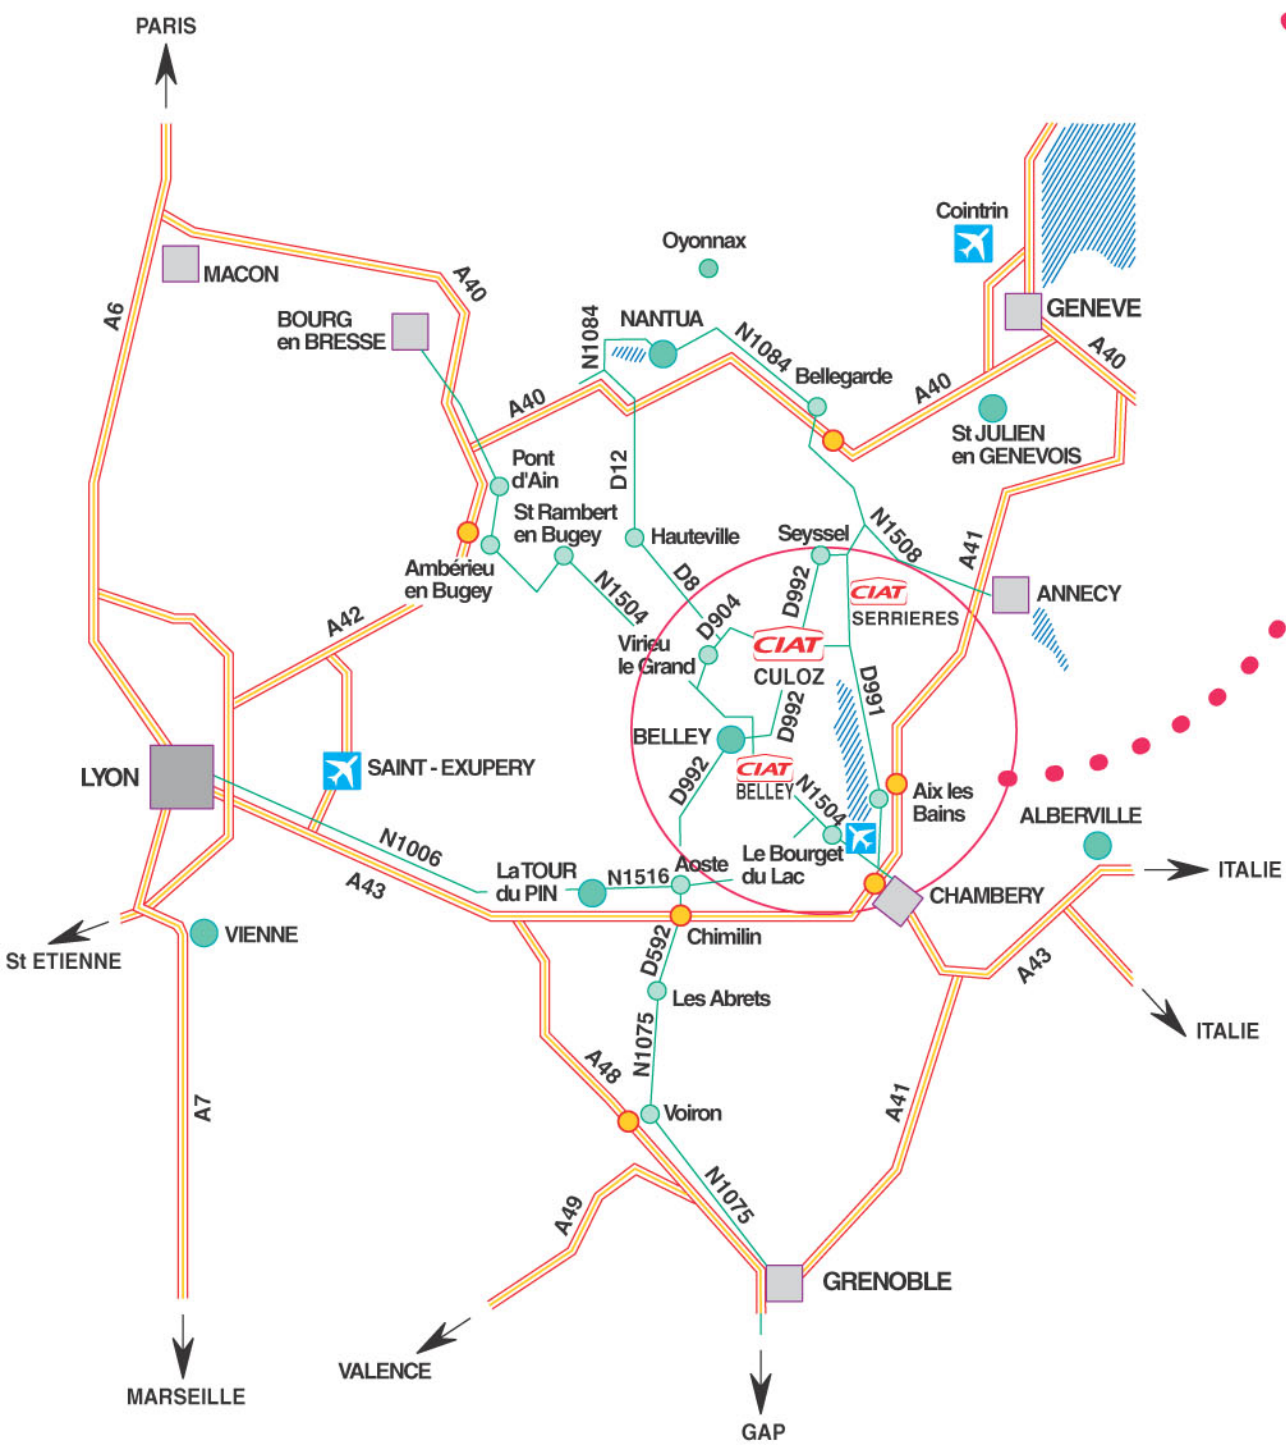 PARIS
Cointrin
Oyonnax
MACON
A40
A6
BOURG
en BRESSE
N1084
NANTUA
N1084
GENEVE
A40
Bellegarde
A40
A40
St JULIEN
en GENEVOIS
Pont
d'Ain
D12
St Rambert
en Bugey
Hauteville
Seyssel
N1508
A41
Ambérieu
en Bugey
N1504
D8
D992
CIAT
SERRIERES
ANNECY
A42
D904
Virieu
le Grand
CIAT
CULOZ
D991
D992
BELLEY
LYON
SAINT - EXUPERY
D992
CIAT
BELLEY
N1504
Aix les
Bains
ALBERVILLE
N1006
A43
La TOUR
du PIN
N1516
Aoste
Le Bourget
du Lac
CHAMBERY
ITALIE
VIENNE
St ETIENNE
Chimilin
D592
A43
Les Abrets
ITALIE
N1075
A48
A41
A7
Voiron
N1075
A49
GRENOBLE
VALENCE
MARSEILLE
GAP